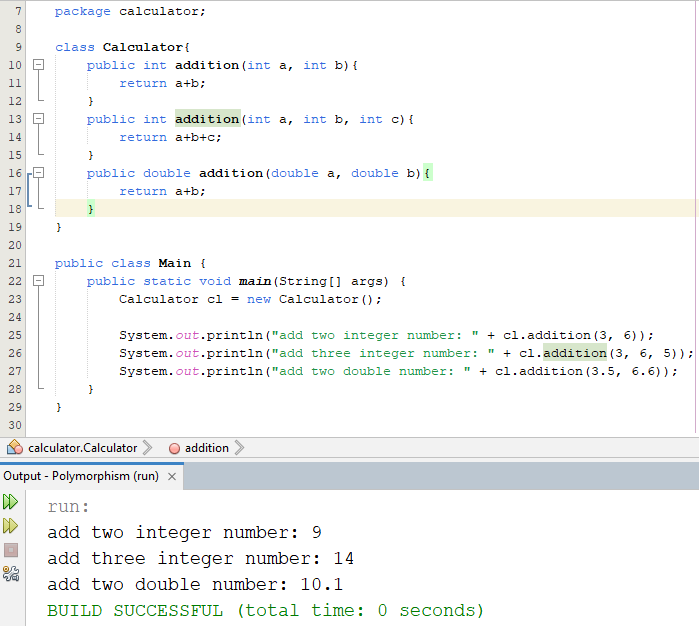 7 package calculator;
8
9 class Calculator{
10 public int addition(int a, int b){
11 return a+b;
12 }
13 public int addition(int a, int b, int c){
14 return a+b+c;
15 }
16 public double addition(double a, double b){
17 return a+b;
18 }
19 }
20
21 public class Main {
22 public static void main(String[] args) {
23 Calculator cl = new Calculator();
24
25 System.out.println("add two integer number: " + cl.addition(3, 6));
26 System.out.println("add three integer number: " + cl.addition(3, 6, 5));
27 System.out.println("add two double number: " + cl.addition(3.5, 6.6));
28 }
29 }
30
calculator.Calculator addition
Output - Polymorphism (run) ×
run:
add two integer number: 9
add three integer number: 14
add two double number: 10.1
BUILD SUCCESSFUL (total time: 0 seconds)